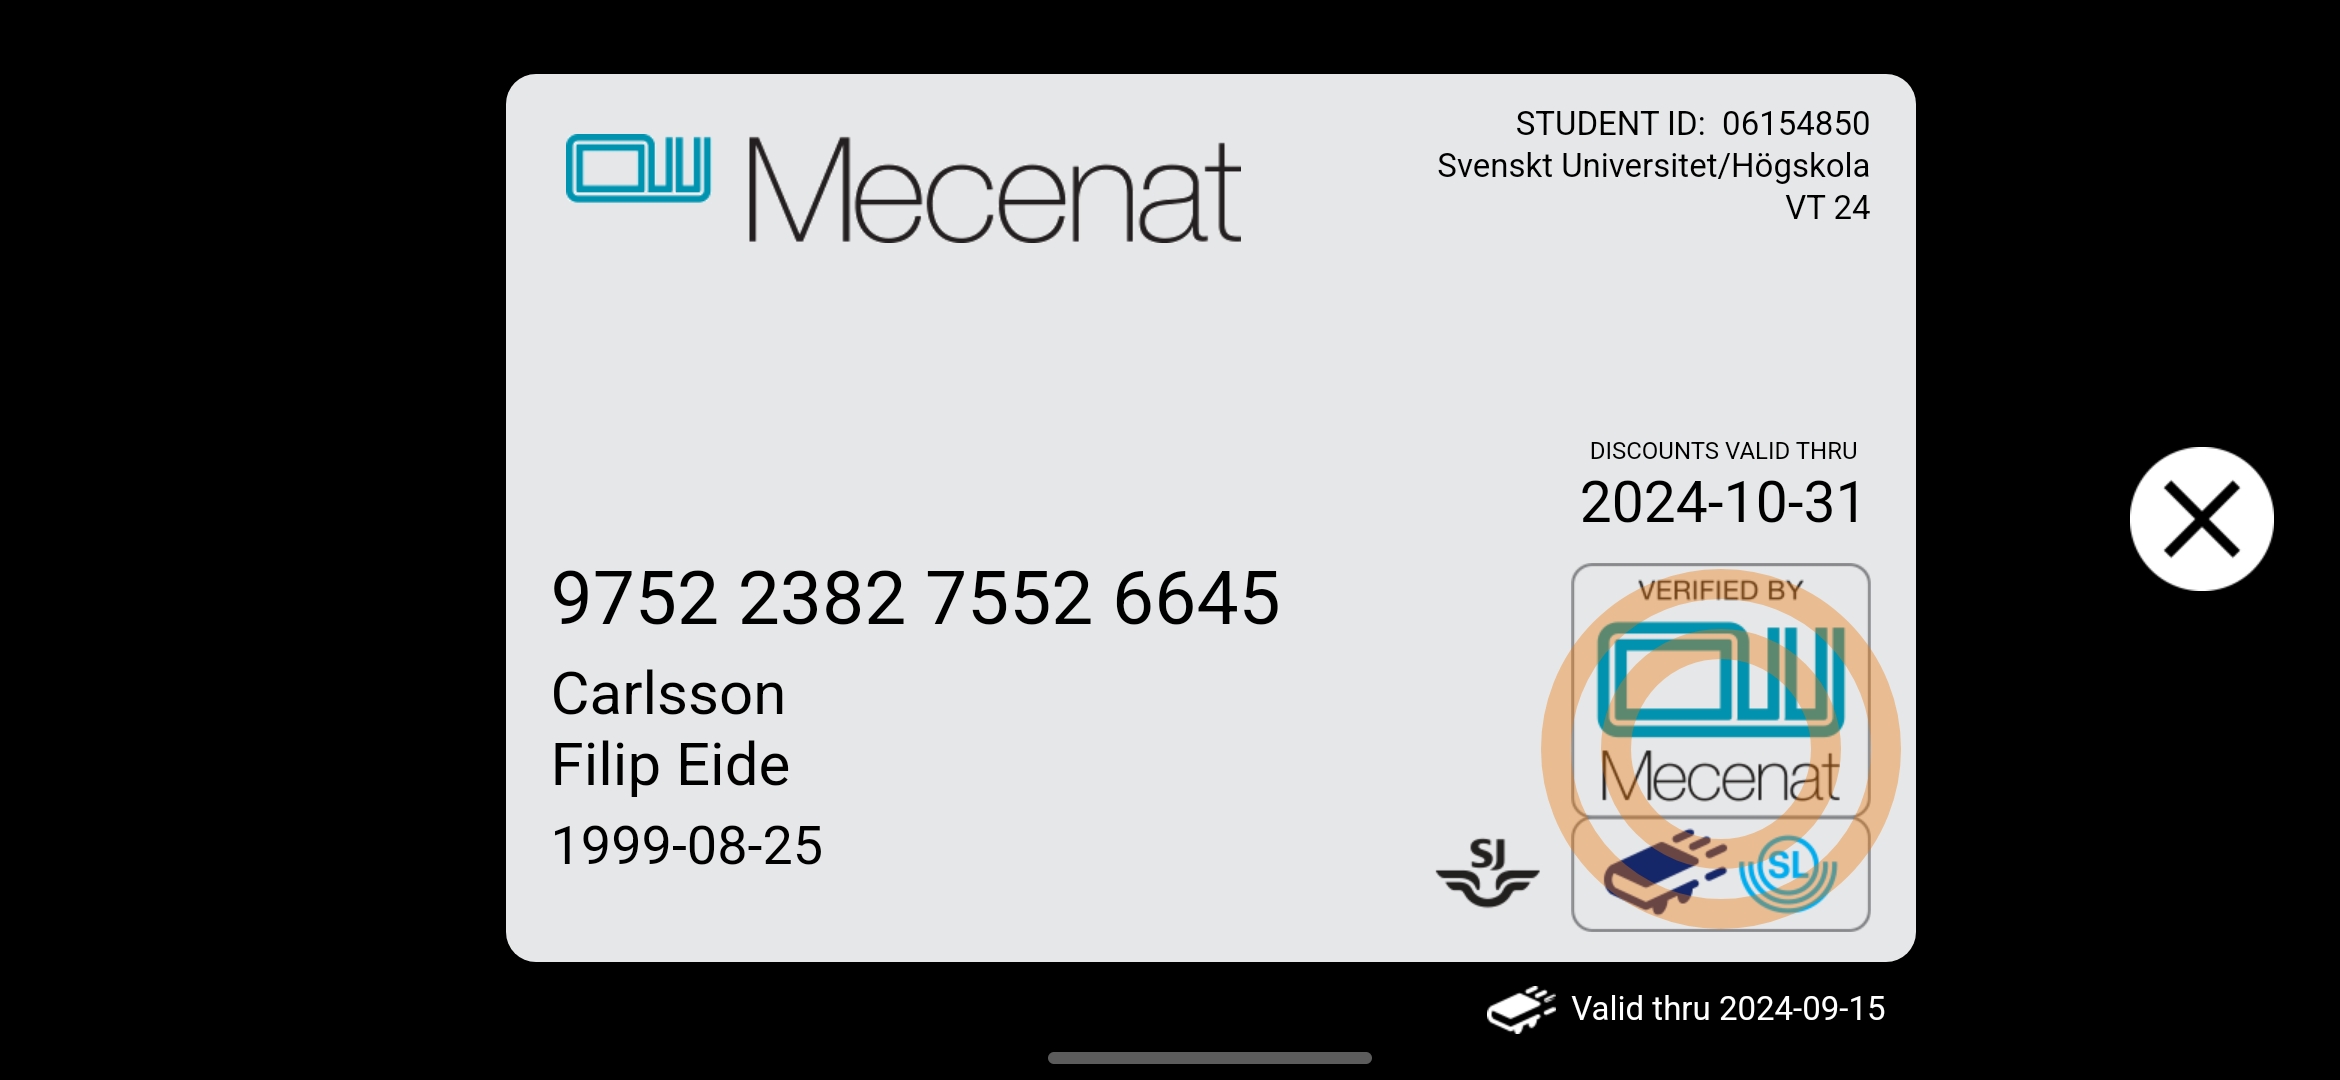 Mecenat
STUDENT ID: 06154850
Svenskt Universitet/Högskola
VT 24
DISCOUNTS VALID THRU
2024-10-31
9752 2382 7552 6645
Carlsson
Filip Eide
1999-08-25
VERIFIED BY
Mecenat
SJ
SL
Valid thru 2024-09-15